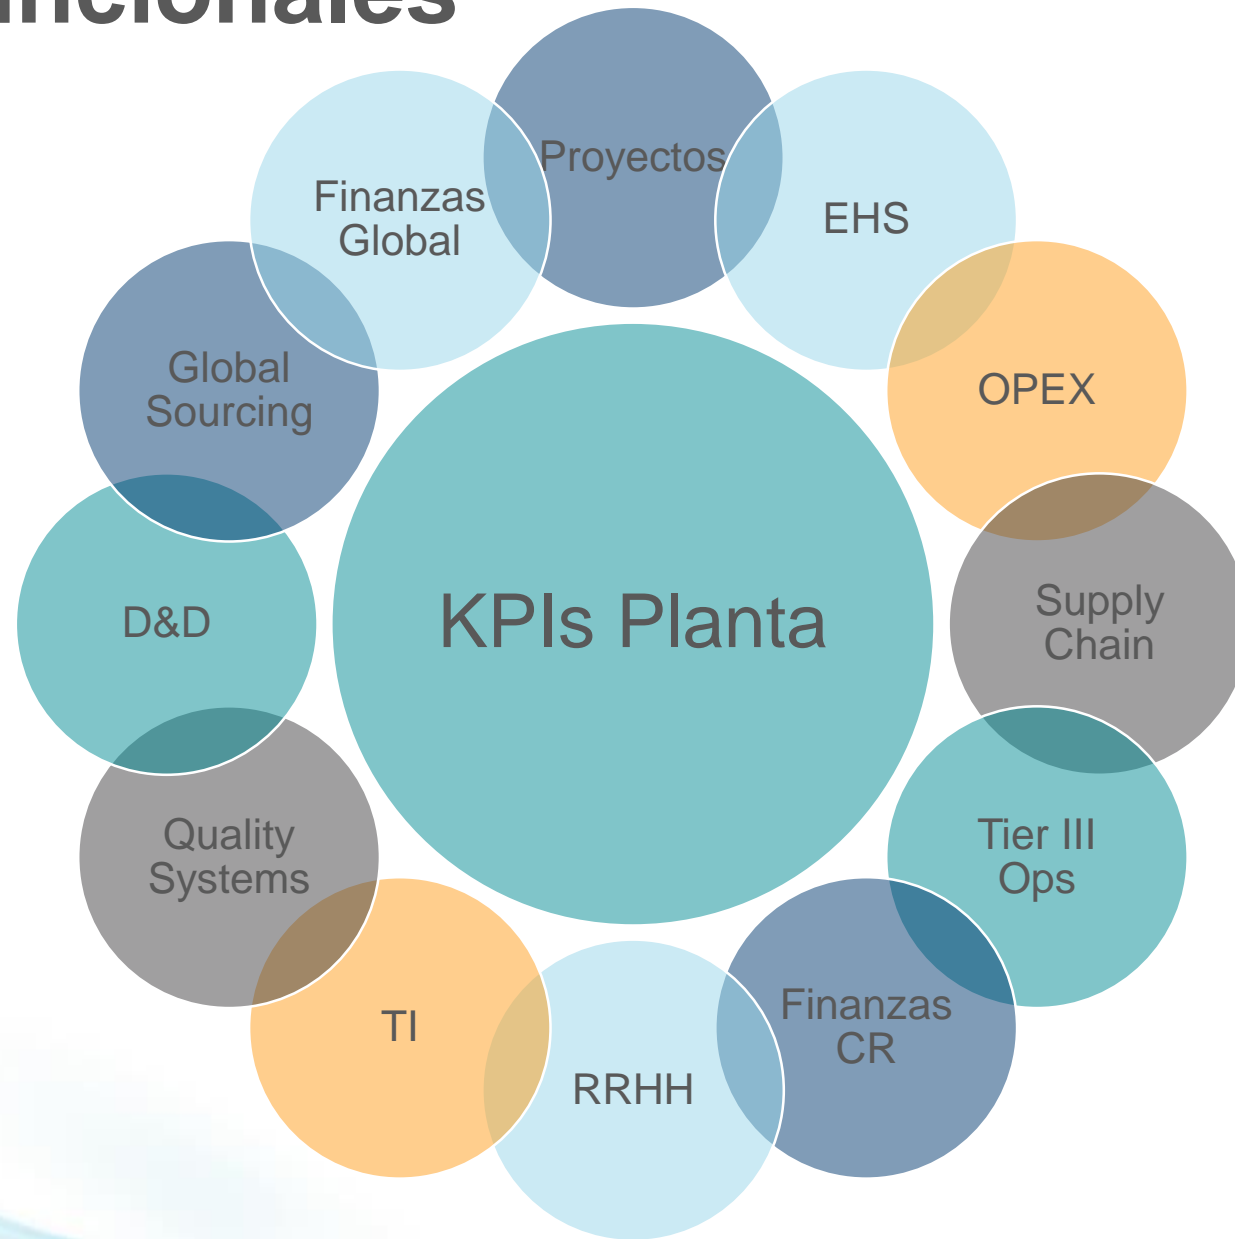 Proyectos
EHS
OPEX
Supply
Chain
Tier III
Ops
Finanzas
CR
RRHH
TI
Quality
Systems
D&D
Global
Sourcing
Finanzas
Global
KPIs Planta